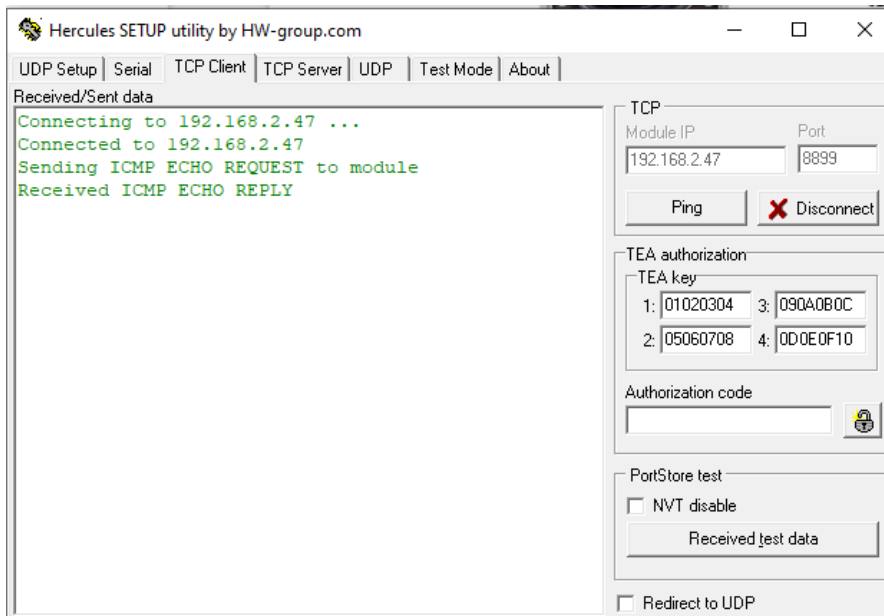 Hercules SETUP utility by HW-group.com
UDP Setup Serial TCP Client TCP Server UDP Test Mode About
Received/Sent data
Connecting to 192.168.2.47 ...
Connected to 192.168.2.47
Sending ICMP ECHO REQUEST to module
Received ICMP ECHO REPLY
TCP
Module IP Port
192.168.2.47 8899
Ping Disconnect
TEA authorization
TEA key
1: 01020304 3: 090A0B0C
2: 05060708 4: 0D0E0F10
Authorization code
PortStore test
NVT disable
Received test data
Redirect to UDP